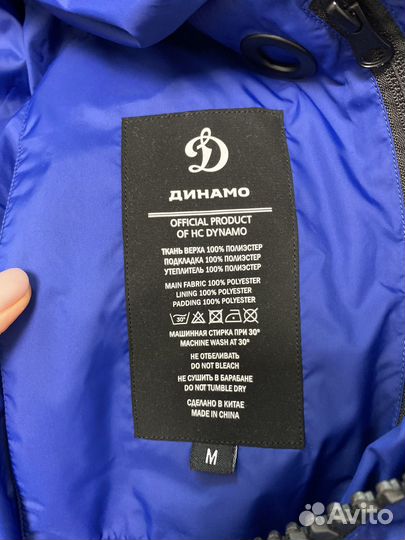 Д
ДИНАМО
OFFICIAL PRODUCT
OF HC DYNAMO
ТКАНЬ ВЕРХА 100% ПОЛИЭСТЕР
ПОДКЛАДКА 100% ПОЛИЭСТЕР
УТЕПЛИТЕЛЬ 100% ПОЛИЭСТЕР
MAIN FABRIC 100% POLYESTER
LINING 100% POLYESTER
PADDING 100% POLYESTER
30°
МАШИННАЯ СТИРКА ПРИ 30°
MACHINE WASH AT 30°
НЕ ОТБЕЛИВАТЬ
DO NOT BLEACH
НЕ СУШИТЬ В БАРАБАНЕ
DO NOT TUMBLE DRY
СДЕЛАНО В КИТАЕ
MADE IN CHINA
M
Avito